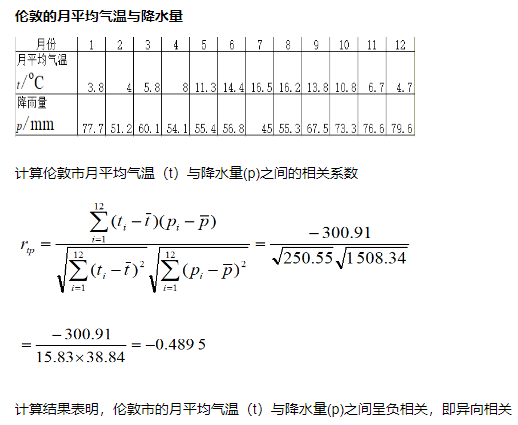 伦敦的月平均气温与降水量
月份 1 2 3 4 5 6 7 8 9 10 11 12
月平均气温
t/⁰C 3.8 4 5.8 8 11.3 14.4 16.5 16.2 13.8 10.8 6.7 4.7
降雨量
p/mm 77.7 51.2 60.1 54.1 55.4 56.8 45 55.3 67.5 73.3 76.6 79.6
计算伦敦市月平均气温（t）与降水量(p)之间的相关系数
r_tp = \frac{\sum_{i=1}^{12}(t_i-\bar{t})(p_i-\bar{p})}{\sqrt{\sum_{i=1}^{12}(t_i-\bar{t})^2}\sqrt{\sum_{i=1}^{12}(p_i-\bar{p})^2}} = \frac{-300.91}{\sqrt{250.55}\sqrt{1508.34}}
= \frac{-300.91}{15.83×38.84} = -0.489 5
计算结果表明，伦敦市的月平均气温（t）与降水量(p)之间呈负相关，即异向相关